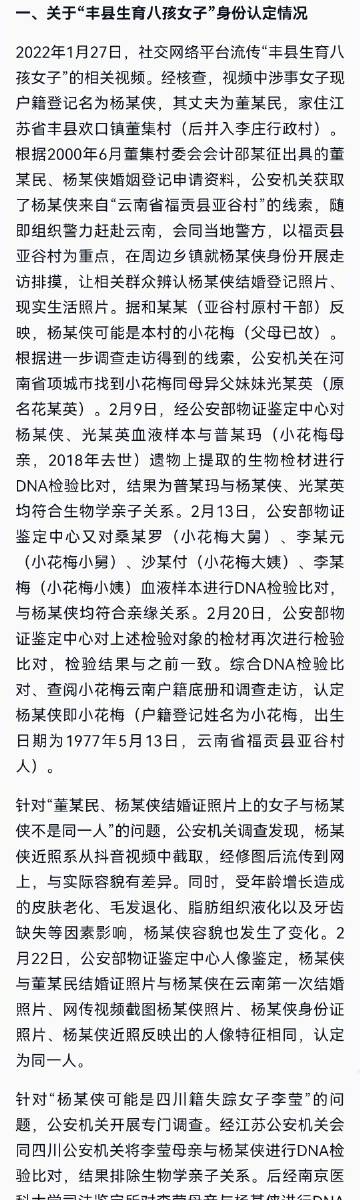 一、关于“丰县生育八孩女子”身份认定情况
2022年1月27日，社交网络平台流传“丰县生育八
孩女子”的相关视频。经核查，视频中涉事女子现
户籍登记名为杨某侠，其丈夫为董某民，家住江
苏省丰县欢口镇董集村（后并入李庄行政村）。
根据2000年6月董集村委会会计邵某征出具的董
某民、杨某侠婚姻登记申请资料，公安机关获取
了杨某侠来自“云南省福贡县亚谷村”的线索，随
即组织警力赶赴云南，会同当地警方，以福贡县
亚谷村为重点，在周边乡镇就杨某侠身份开展走
访排摸，让相关群众辨认杨某侠结婚登记照片、
现实生活照片。据和某某（亚谷村原村干部）反
映，杨某侠可能是本村的小花梅（父母已故）。
根据进一步调查走访得到的线索，公安机关在河
南省项城市找到小花梅同母异父妹妹光某英（原
名花某英）。2月9日，经公安部物证鉴定中心对
杨某侠、光某英血液样本与普某玛（小花梅母
亲，2018年去世）遗物上提取的生物检材进行
DNA检验比对，结果为普某玛与杨某侠、光某英
均符合生物学亲子关系。2月13日，公安部物证
鉴定中心又对桑某罗（小花梅大舅）、李某元
（小花梅小舅）、沙某付（小花梅大姨）、李某
梅（小花梅小姨）血液样本进行DNA检验比对，
与杨某侠均符合亲缘关系。2月20日，公安部物
证鉴定中心对上述检验对象的检材再次进行检验
比对，检验结果与之前一致。综合DNA检验比
对、查阅小花梅云南户籍底册和调查走访，认定
杨某侠即小花梅（户籍登记姓名为小花梅，出生
日期为1977年5月13日，云南省福贡县亚谷村
人）。
针对“董某民、杨某侠结婚证照片上的女子与杨某
侠不是同一人”的问题，公安机关调查发现，杨某
侠近照系从抖音视频中截取，经修图后流传到网
上，与实际容貌有差异。同时，受年龄增长造成
的皮肤老化、毛发退化、脂肪组织液化以及牙齿
缺失等因素影响，杨某侠容貌也发生了变化。2
月22日，公安部物证鉴定中心人像鉴定，杨某侠
与董某民结婚证照片与杨某侠在云南第一次结婚
照片、网传视频截图杨某侠照片、杨某侠身份证
照片、杨某侠近照反映出的人像特征相同，认定
为同一人。
针对“杨某侠可能是四川籍失踪女子李莹”的问
题，公安机关开展专门调查。经江苏公安机关会
同四川公安机关将李莹母亲与杨某侠进行DNA检
验比对，结果排除生物学亲子关系。后经南京医
科大学司法鉴定所对李莹母亲与杨某侠进行DNA